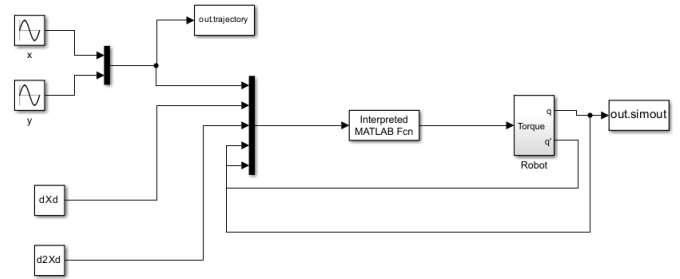 out.trajectory
x
y
Interpreted
MATLAB Fcn
Torque
q
q'
Robot
out.simout
dXd
d2Xd